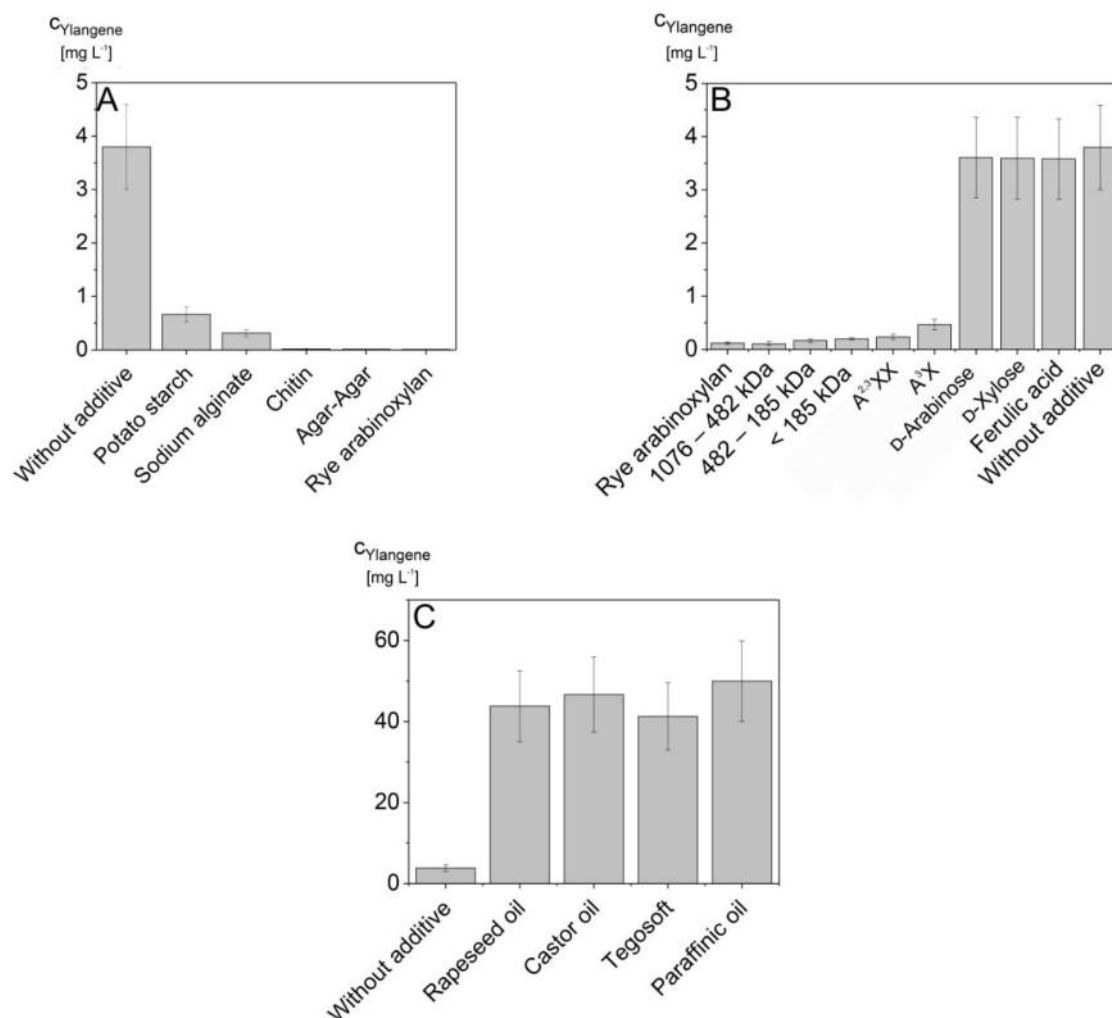 cYlangene
[mg L⁻¹]
A
5
4
3
2
1
0
Without additive
Potato starch
Sodium alginate
Chitin
Agar-Agar
Rye arabinoxylan
cYlangene
[mg L⁻¹]
B
5
4
3
2
1
0
Rye arabinoxylan
1076 – 482 kDa
482 – 185 kDa
< 185 kDa
A²,³XX
A³X
D-Arabinose
D-Xylose
Ferulic acid
Without additive
cYlangene
[mg L⁻¹]
C
60
40
20
0
Without additive
Rapeseed oil
Castor oil
Tegosoft
Paraffinic oil